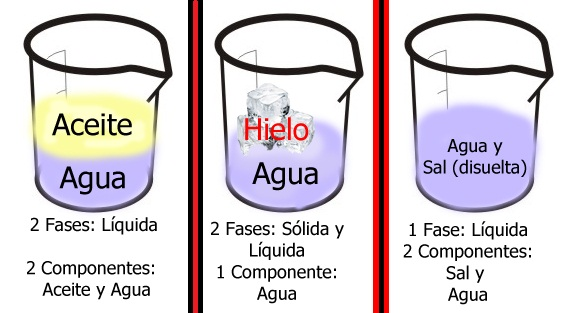 Aceite
Agua
2 Fases: Líquida
2 Componentes:
Aceite y Agua
Hielo
Agua
2 Fases: Sólida y
Líquida
1 Componente:
Agua
Agua y
Sal (disuelta)
1 Fase: Líquida
2 Componentes:
Sal y
Agua